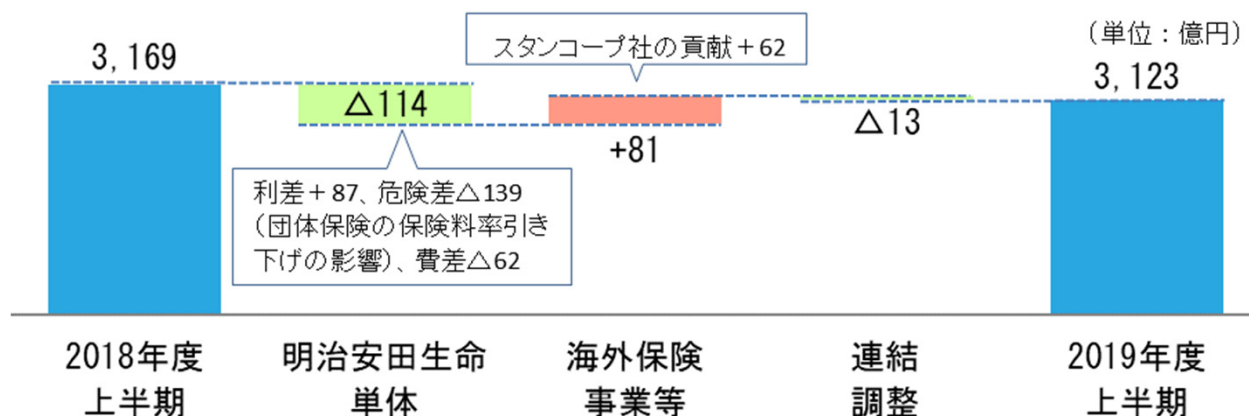 (単位：億円)
スタンコープ社の貢献＋62
3,169
△114
+81
△13
3,123
利差＋87、危険差△139
(団体保険の保険料率引き
下げの影響)、費差△62
2018年度
上半期
明治安田生命
単体
海外保険
事業等
連結
調整
2019年度
上半期